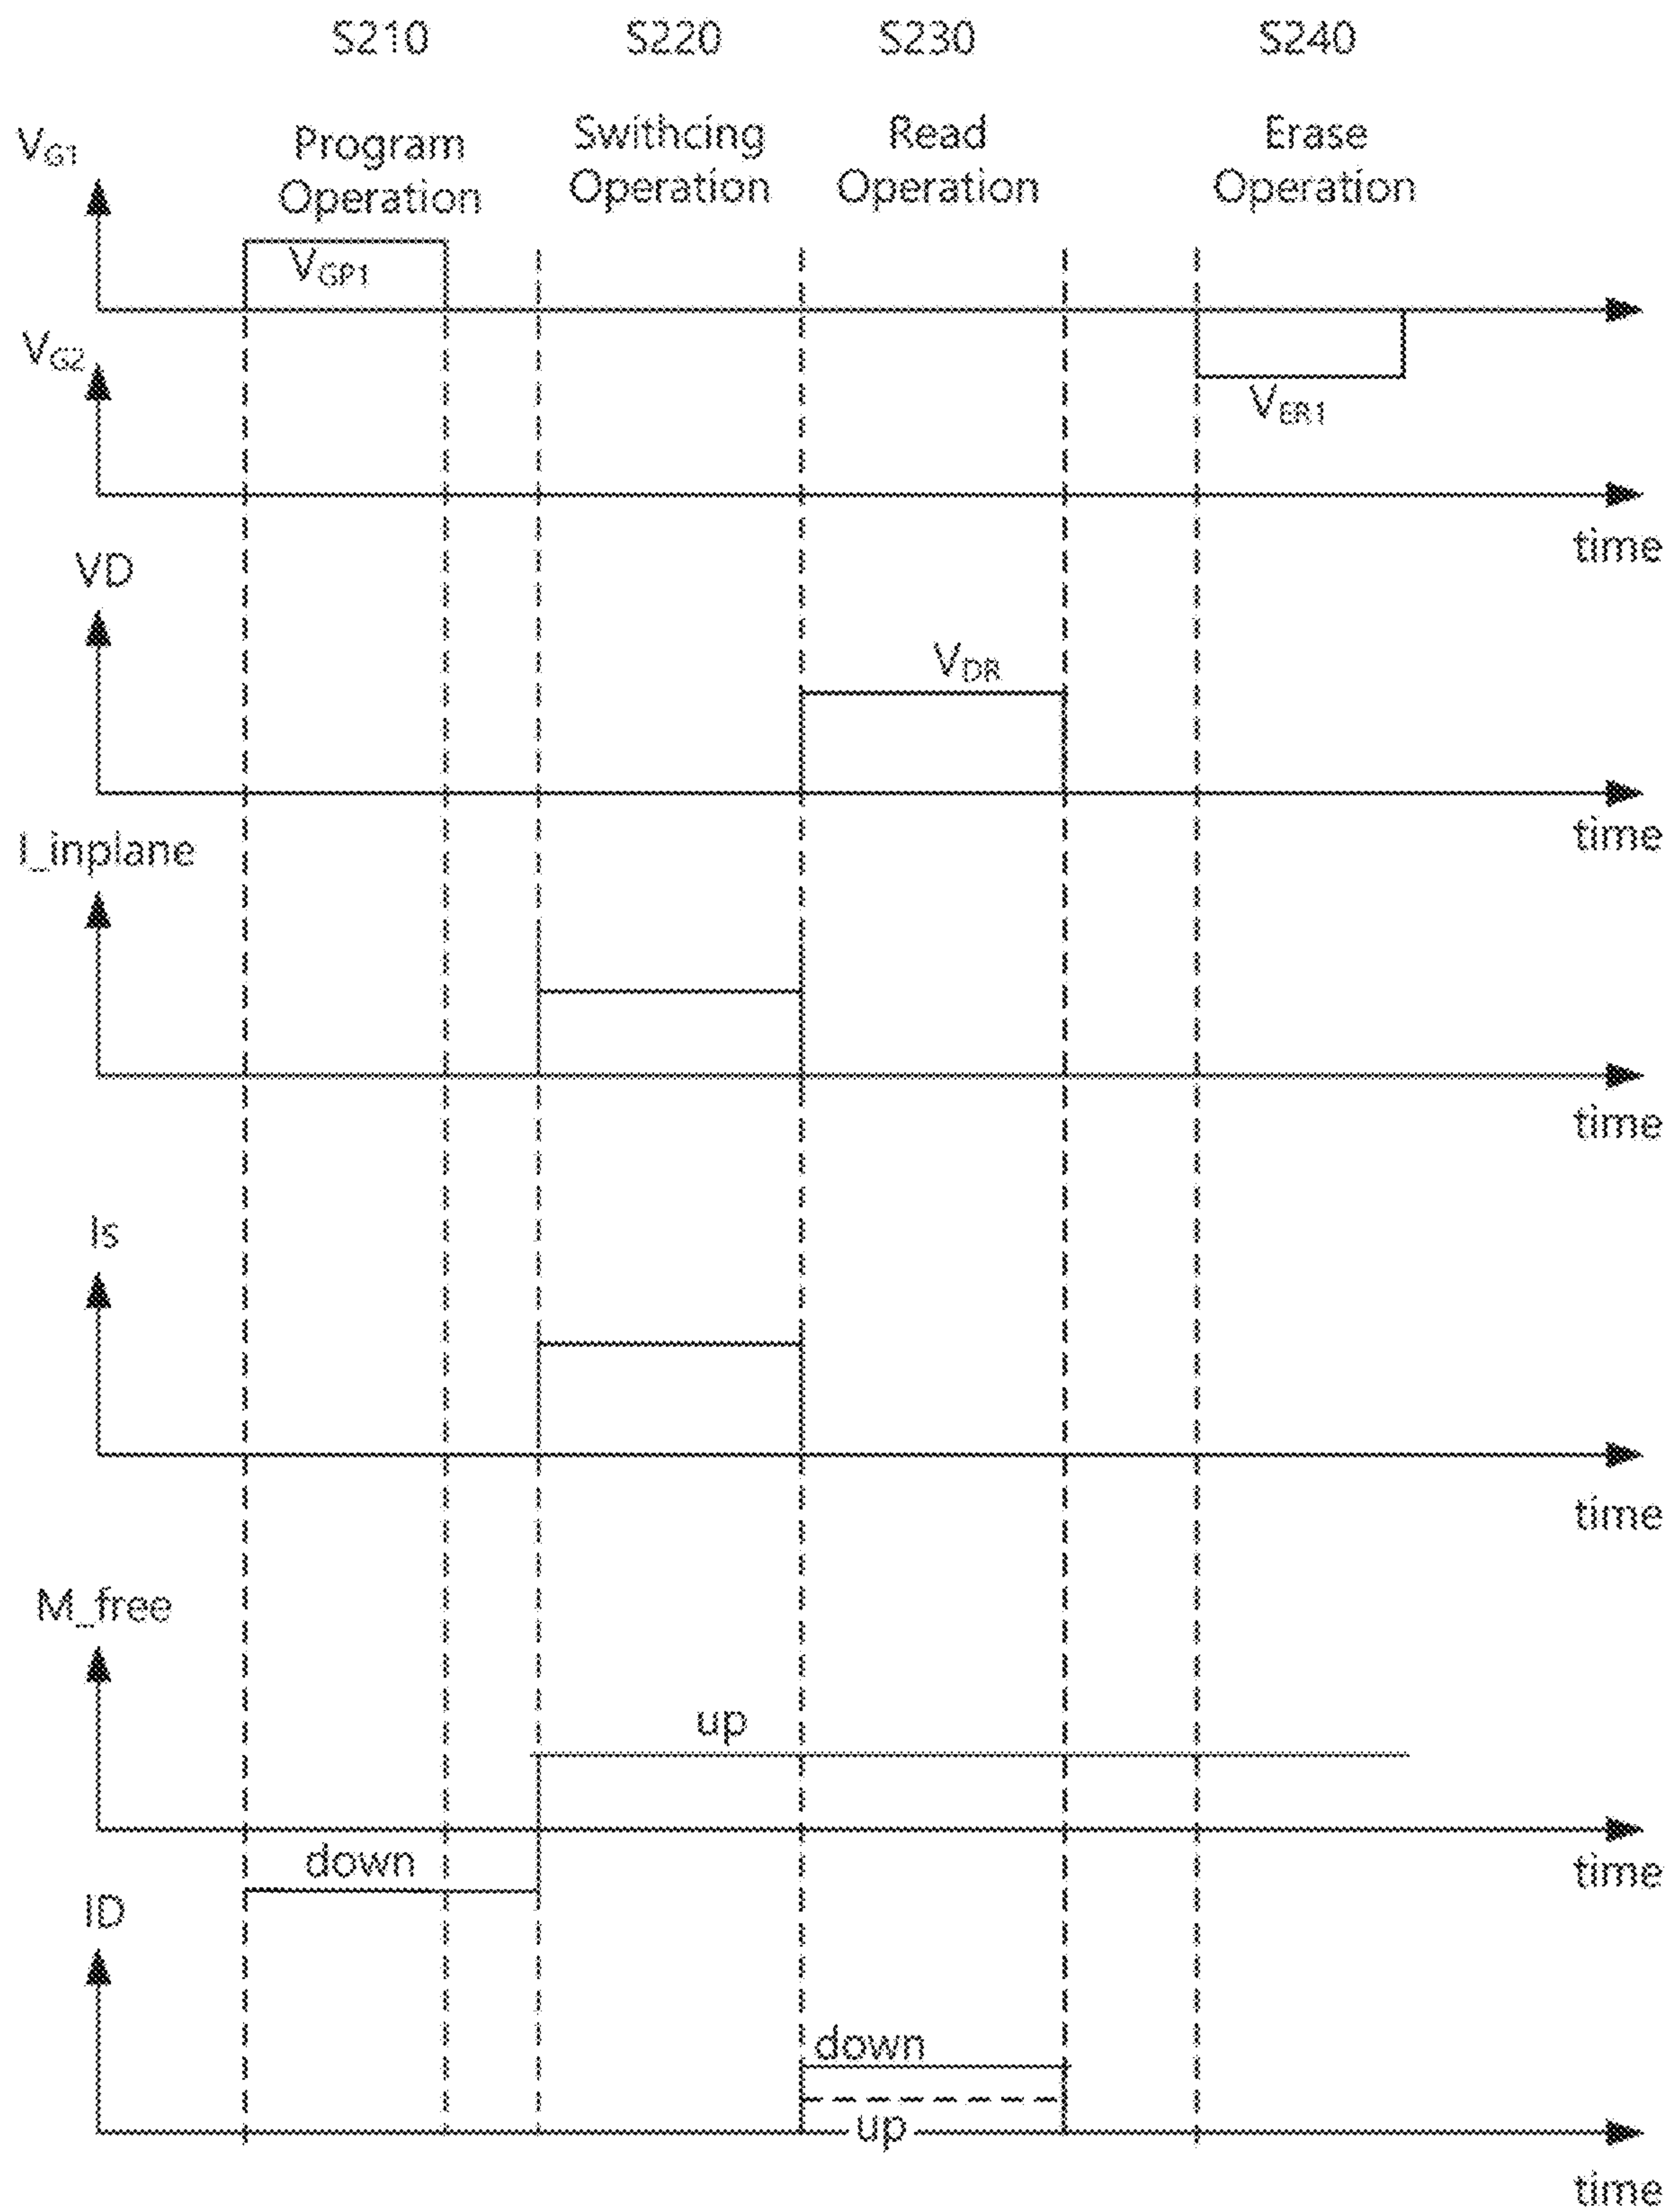 S210 S220 S230 S240
Program Operation
Swithcing Operation
Read Operation
Erase Operation
VG1
VGP1
VG2
VER1
time
VD
VDR
time
I_inplane
time
Is
time
M_free
up
down
time
ID
down
up
time